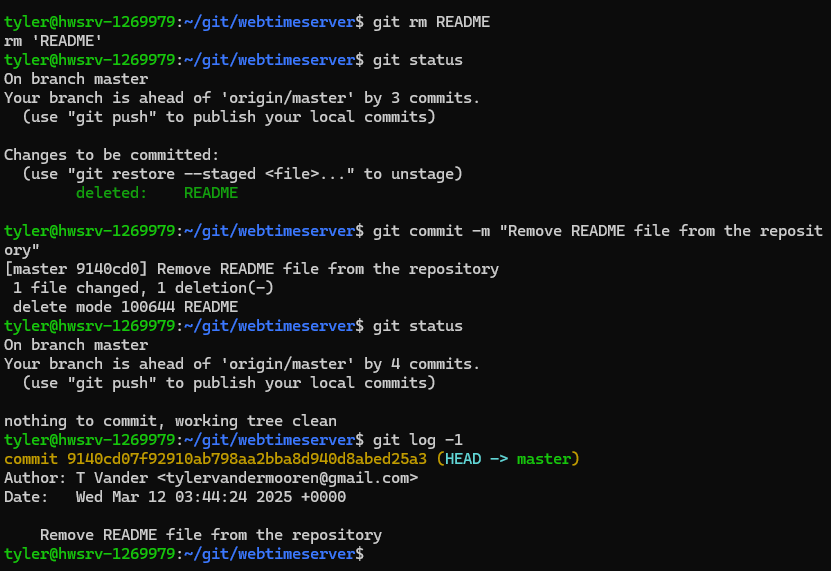 tyler@hwsrv-1269979:~/git/webtimeserver$ git rm README
rm 'README'
tyler@hwsrv-1269979:~/git/webtimeserver$ git status
On branch master
Your branch is ahead of 'origin/master' by 3 commits.
  (use "git push" to publish your local commits)

Changes to be committed:
  (use "git restore --staged <file>..." to unstage)
        deleted:    README

tyler@hwsrv-1269979:~/git/webtimeserver$ git commit -m "Remove README file from the reposit
ory"
[master 9140cd0] Remove README file from the repository
 1 file changed, 1 deletion(-)
 delete mode 100644 README
tyler@hwsrv-1269979:~/git/webtimeserver$ git status
On branch master
Your branch is ahead of 'origin/master' by 4 commits.
  (use "git push" to publish your local commits)

nothing to commit, working tree clean
tyler@hwsrv-1269979:~/git/webtimeserver$ git log -1
commit 9140cd07f92910ab798aa2bba8d940d8abed25a3 (HEAD -> master)
Author: T Vander <tylervandermooren@gmail.com>
Date:   Wed Mar 12 03:44:24 2025 +0000

    Remove README file from the repository
tyler@hwsrv-1269979:~/git/webtimeserver$